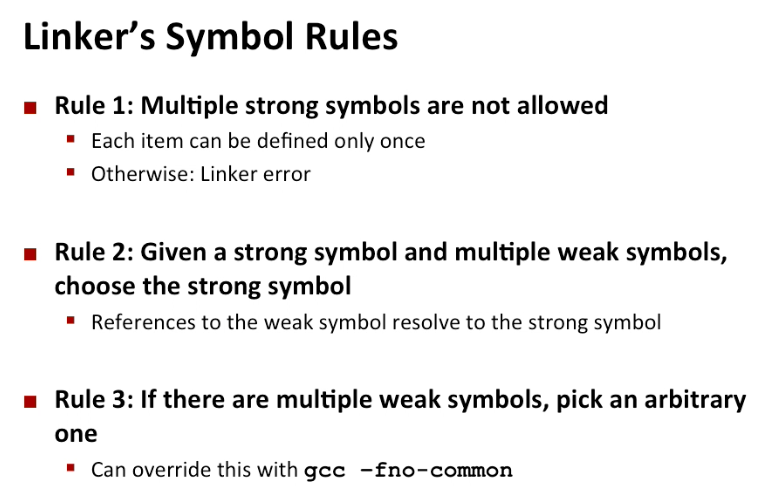 Linker's Symbol Rules
Rule 1: Multiple strong symbols are not allowed
Each item can be defined only once
Otherwise: Linker error
Rule 2: Given a strong symbol and multiple weak symbols,
choose the strong symbol
References to the weak symbol resolve to the strong symbol
Rule 3: If there are multiple weak symbols, pick an arbitrary
one
Can override this with gcc –fno-common